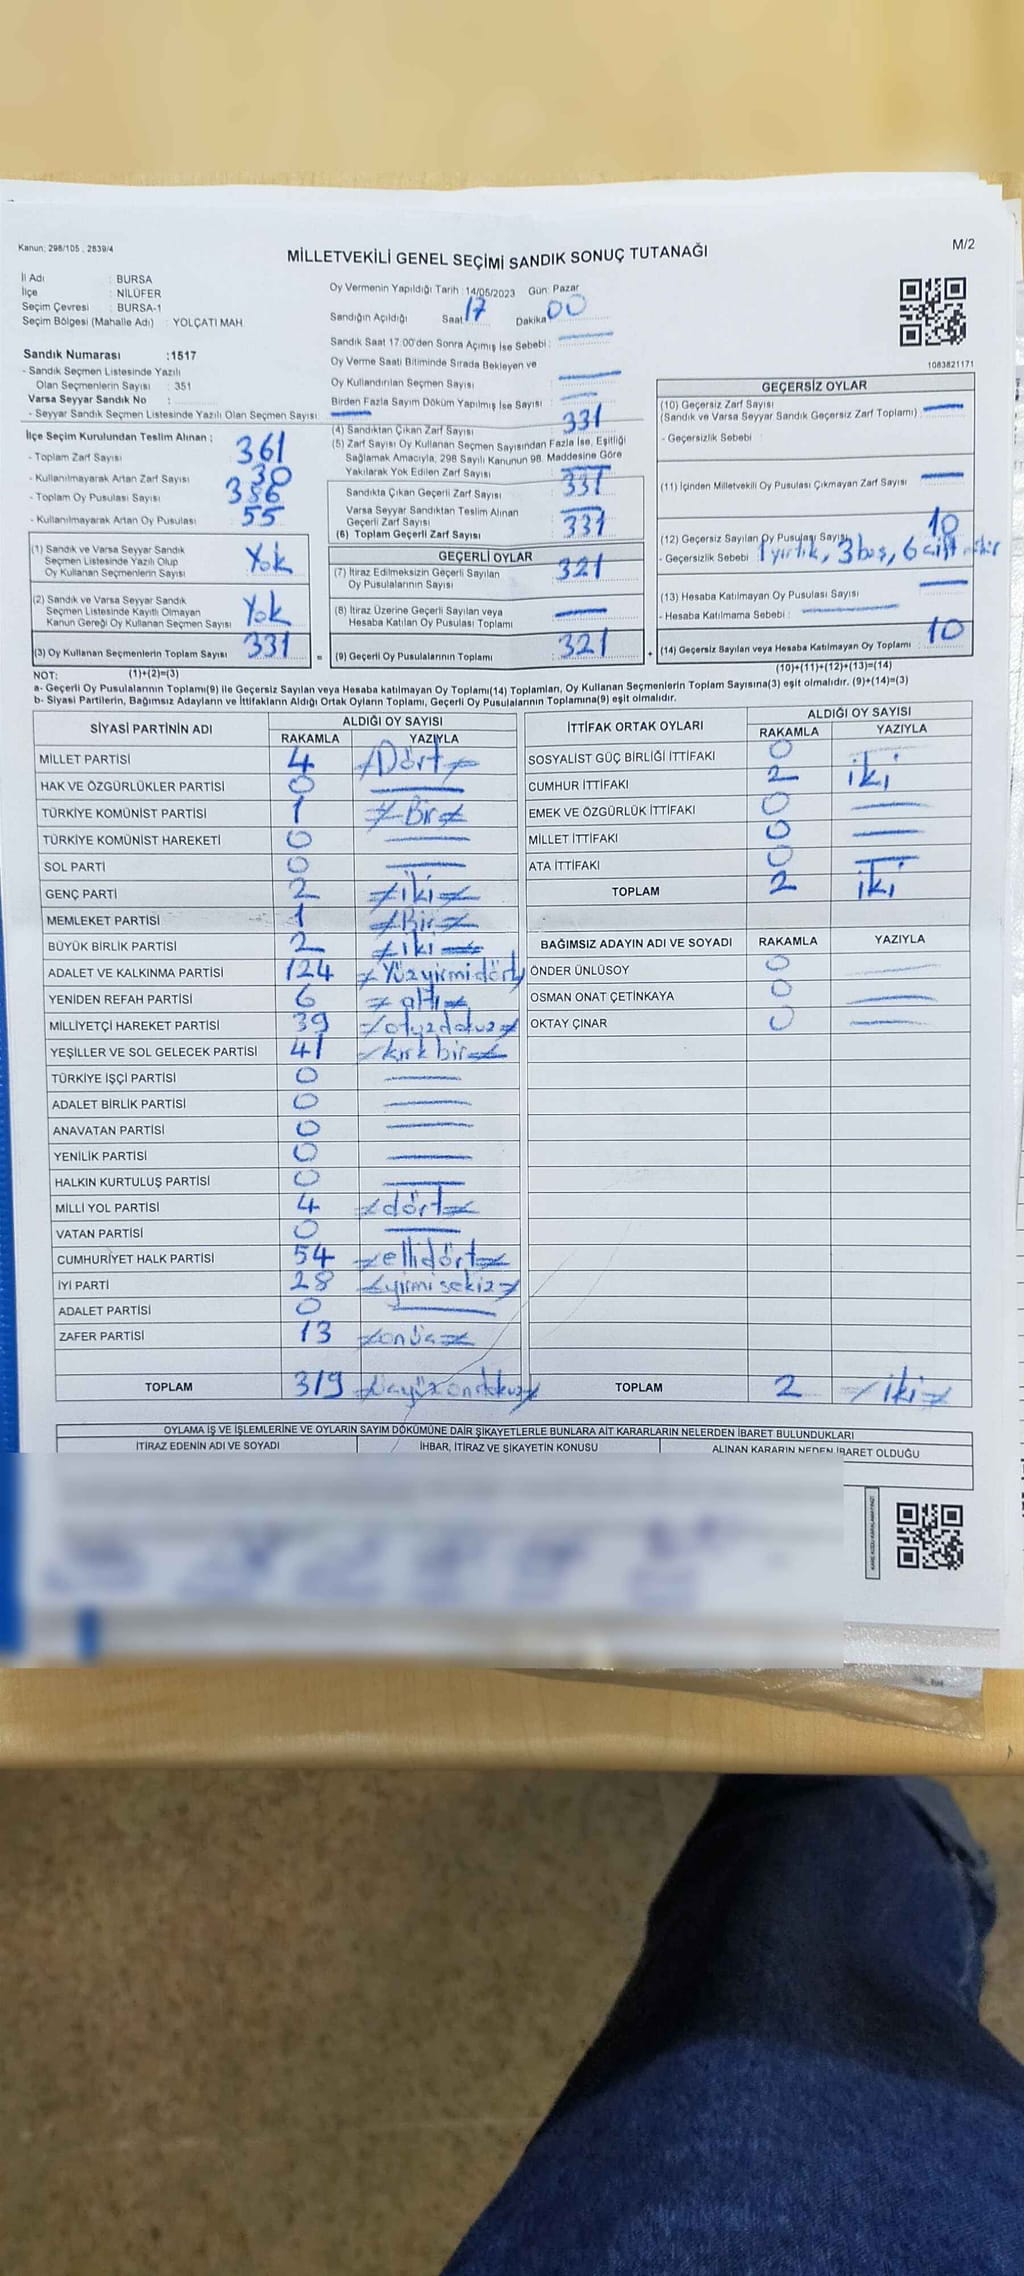 Kanun: 298/105 , 2839/4
M/2
MİLLETVEKİLİ GENEL SEÇİMİ SANDIK SONUÇ TUTANAĞI
İl Adı : BURSA
İlçe : NİLÜFER
Seçim Çevresi : BURSA-1
Seçim Bölgesi (Mahalle Adı) : YOLÇATI MAH
Sandık Numarası :1517
- Sandık Seçmen Listesinde Yazılı
Olan Seçmenlerin Sayısı : 351
Varsa Seyyar Sandık No :
- Seyyar Sandık Seçmen Listesinde Yazılı Olan Seçmen Sayısı
Oy Vermenin Yapıldığı Tarih :14/05/2023 Gün: Pazar
Sandığın Açıldığı Saat 17 Dakika 00
Sandık Saat 17.00'den Sonra Açımış İse Sebebi :
Oy Verme Saati Bitiminde Sırada Bekleyen ve
Oy Kullandırılan Seçmen Sayısı
Birden Fazla Sayım Döküm Yapılmış İse Sayısı
1083821171
İlçe Seçim Kurulundan Teslim Alınan ;
- Toplam Zarf Sayısı 361
- Kullanılmayarak Artan Zarf Sayısı 30
- Toplam Oy Pusulası Sayısı 386
- Kullanılmayarak Artan Oy Pusulası 55
(1) Sandık ve Varsa Seyyar Sandık
Seçmen Listesinde Yazılı Olup
Oy Kullanan Seçmenlerin Sayısı Yok
(2) Sandık ve Varsa Seyyar Sandık
Seçmen Listesinde Kayıtlı Olmayan
Kanun Gereği Oy Kullanan Seçmen Sayısı Yok
(3) Oy Kullanan Seçmenlerin Toplam Sayısı 331
(4) Sandıktan Çıkan Zarf Sayısı 331
(5) Zarf Sayısı Oy Kullanan Seçmen Sayısından Fazla İse, Eşitliği
Sağlamak Amacıyla, 298 Sayılı Kanunun 98. Maddesine Göre
Yakılarak Yok Edilen Zarf Sayısı
Sandıkta Çıkan Geçerli Zarf Sayısı 331
Varsa Seyyar Sandıktan Teslim Alınan
Geçerli Zarf Sayısı
(6) Toplam Geçerli Zarf Sayısı 331
GEÇERLİ OYLAR
(7) İtiraz Edilmeksizin Geçerli Sayılan
Oy Pusulalarının Sayısı 321
(8) İtiraz Üzerine Geçerli Sayılan veya
Hesaba Katılan Oy Pusulası Toplamı
= (9) Geçerli Oy Pusulalarının Toplamı 321
GEÇERSİZ OYLAR
(10) Geçersiz Zarf Sayısı
(Sandık ve Varsa Seyyar Sandık Geçersiz Zarf Toplamı) :
- Geçersizlik Sebebi :
(11) İçinden Milletvekili Oy Pusulası Çıkmayan Zarf Sayısı :
(12) Geçersiz Sayılan Oy Pusulası Sayısı 10
- Geçersizlik Sebebi 1 yırtık, 3 boş, 6 çift
(13) Hesaba Katılmayan Oy Pusulası Sayısı
- Hesaba Katılmama Sebebi :
+ (14) Geçersiz Sayılan veya Hesaba Katılmayan Oy Toplamı 10
NOT: (1)+(2)=(3) (10)+(11)+(12)+(13)=(14)
a- Geçerli Oy Pusulalarının Toplamı(9) ile Geçersiz Sayılan veya Hesaba katılmayan Oy Toplamı(14) Toplamları, Oy Kullanan Seçmenlerin Toplam Sayısına(3) eşit olmalıdır. (9)+(14)=(3)
b- Siyasi Partilerin, Bağımsız Adayların ve İttifakların Aldığı Ortak Oyların Toplamı, Geçerli Oy Pusulalarının Toplamına(9) eşit olmalıdır.
SİYASİ PARTİNİN ADI ALDIĞI OY SAYISI
RAKAMLA YAZIYLA
MİLLET PARTİSİ 4 Dört
HAK VE ÖZGÜRLÜKLER PARTİSİ 0
TÜRKİYE KOMÜNİST PARTİSİ 1 Bir
TÜRKİYE KOMÜNİST HAREKETİ 0
SOL PARTİ 0
GENÇ PARTİ 2 iki
MEMLEKET PARTİSİ 1 Bir
BÜYÜK BİRLİK PARTİSİ 2 iki
ADALET VE KALKINMA PARTİSİ 124 Yüzyirmidört
YENİDEN REFAH PARTİSİ 6 altı
MİLLİYETÇİ HAREKET PARTİSİ 39 otuzdokuz
YEŞİLLER VE SOL GELECEK PARTİSİ 41 kırk bir
TÜRKİYE İŞÇİ PARTİSİ 0
ADALET BİRLİK PARTİSİ 0
ANAVATAN PARTİSİ 0
YENİLİK PARTİSİ 0
HALKIN KURTULUŞ PARTİSİ 0
MİLLİ YOL PARTİSİ 4 dört
VATAN PARTİSİ 0
CUMHURİYET HALK PARTİSİ 54 ellidört
İYİ PARTİ 28 yirmisekiz
ADALET PARTİSİ 0
ZAFER PARTİSİ 13 onüç
TOPLAM 319 üçyüzondokuz
İTTİFAK ORTAK OYLARI ALDIĞI OY SAYISI
RAKAMLA YAZIYLA
SOSYALİST GÜÇ BİRLİĞİ İTTİFAKI 0
CUMHUR İTTİFAKI 2 iki
EMEK VE ÖZGÜRLÜK İTTİFAKI 0
MİLLET İTTİFAKI 0
ATA İTTİFAKI 0
TOPLAM 2 iki
BAĞIMSIZ ADAYIN ADI VE SOYADI RAKAMLA YAZIYLA
ÖNDER ÜNLÜSOY 0
OSMAN ONAT ÇETİNKAYA 0
OKTAY ÇINAR 0
TOPLAM 2 iki
OYLAMA İŞ VE İŞLEMLERİNE VE OYLARIN SAYIM DÖKÜMÜNE DAİR ŞİKAYETLERLE BUNLARA AİT KARARLARIN NELERDEN İBARET BULUNDUKLARI
İTİRAZ EDENİN ADI VE SOYADI İHBAR, İTİRAZ VE ŞİKAYETİN KONUSU ALINAN KARARIN NEDEN İBARET OLDUĞU